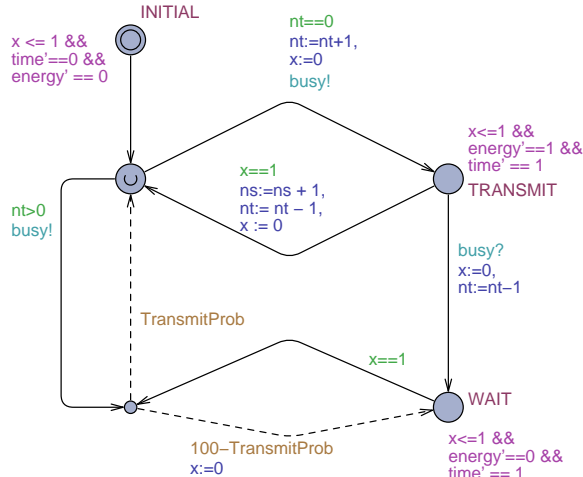 INITIAL
x <= 1 &&
time'==0 &&
energy' == 0
nt==0
nt:=nt+1,
x:=0
busy!
x<=1 &&
energy'==1 &&
time' == 1
TRANSMIT
x==1
ns:=ns + 1,
nt:= nt − 1,
x := 0
nt>0
busy!
busy?
x:=0,
nt:=nt−1
TransmitProb
x==1
WAIT
100−TransmitProb
x:=0
x<=1 &&
energy'==0 &&
time' == 1